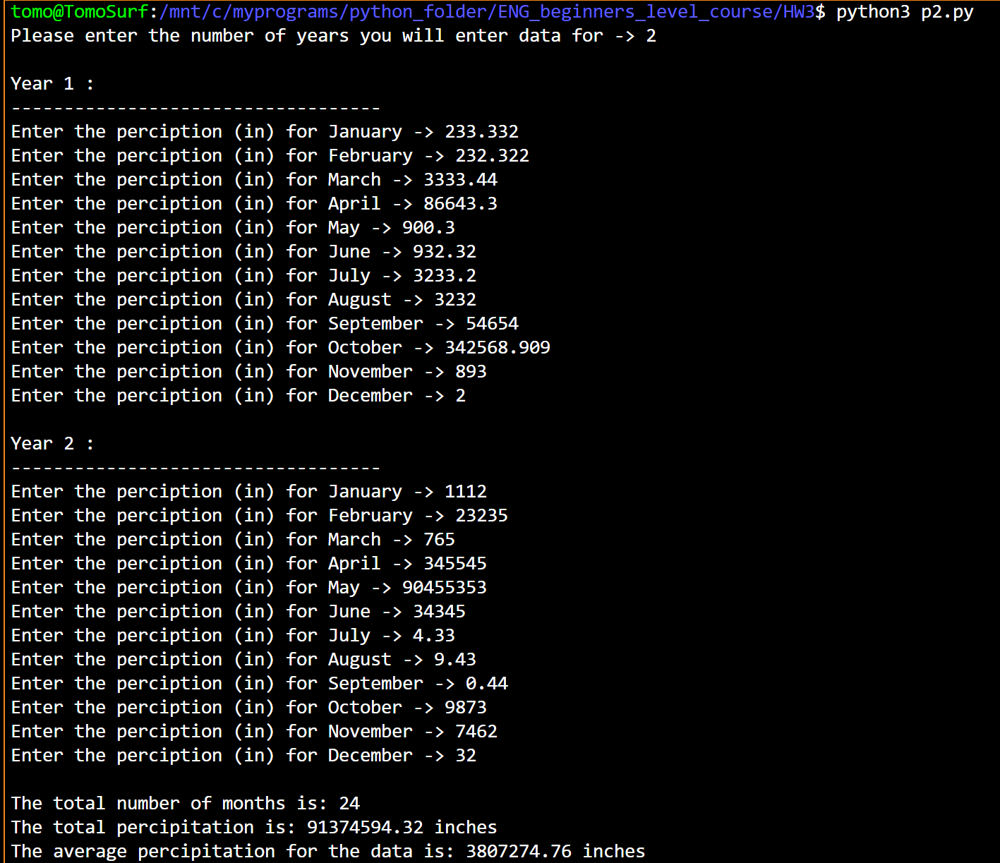 tomo@TomoSurf:/mnt/c/myprograms/python_folder/ENG_beginners_level_course/HW3$ python3 p2.py
Please enter the number of years you will enter data for -> 2
Year 1 :
-----------------------------------
Enter the perciption (in) for January -> 233.332
Enter the perciption (in) for February -> 232.322
Enter the perciption (in) for March -> 3333.44
Enter the perciption (in) for April -> 86643.3
Enter the perciption (in) for May -> 900.3
Enter the perciption (in) for June -> 932.32
Enter the perciption (in) for July -> 3233.2
Enter the perciption (in) for August -> 3232
Enter the perciption (in) for September -> 54654
Enter the perciption (in) for October -> 342568.909
Enter the perciption (in) for November -> 893
Enter the perciption (in) for December -> 2
Year 2 :
-----------------------------------
Enter the perciption (in) for January -> 1112
Enter the perciption (in) for February -> 23235
Enter the perciption (in) for March -> 765
Enter the perciption (in) for April -> 345545
Enter the perciption (in) for May -> 90455353
Enter the perciption (in) for June -> 34345
Enter the perciption (in) for July -> 4.33
Enter the perciption (in) for August -> 9.43
Enter the perciption (in) for September -> 0.44
Enter the perciption (in) for October -> 9873
Enter the perciption (in) for November -> 7462
Enter the perciption (in) for December -> 32
The total number of months is: 24
The total percipitation is: 91374594.32 inches
The average percipitation for the data is: 3807274.76 inches